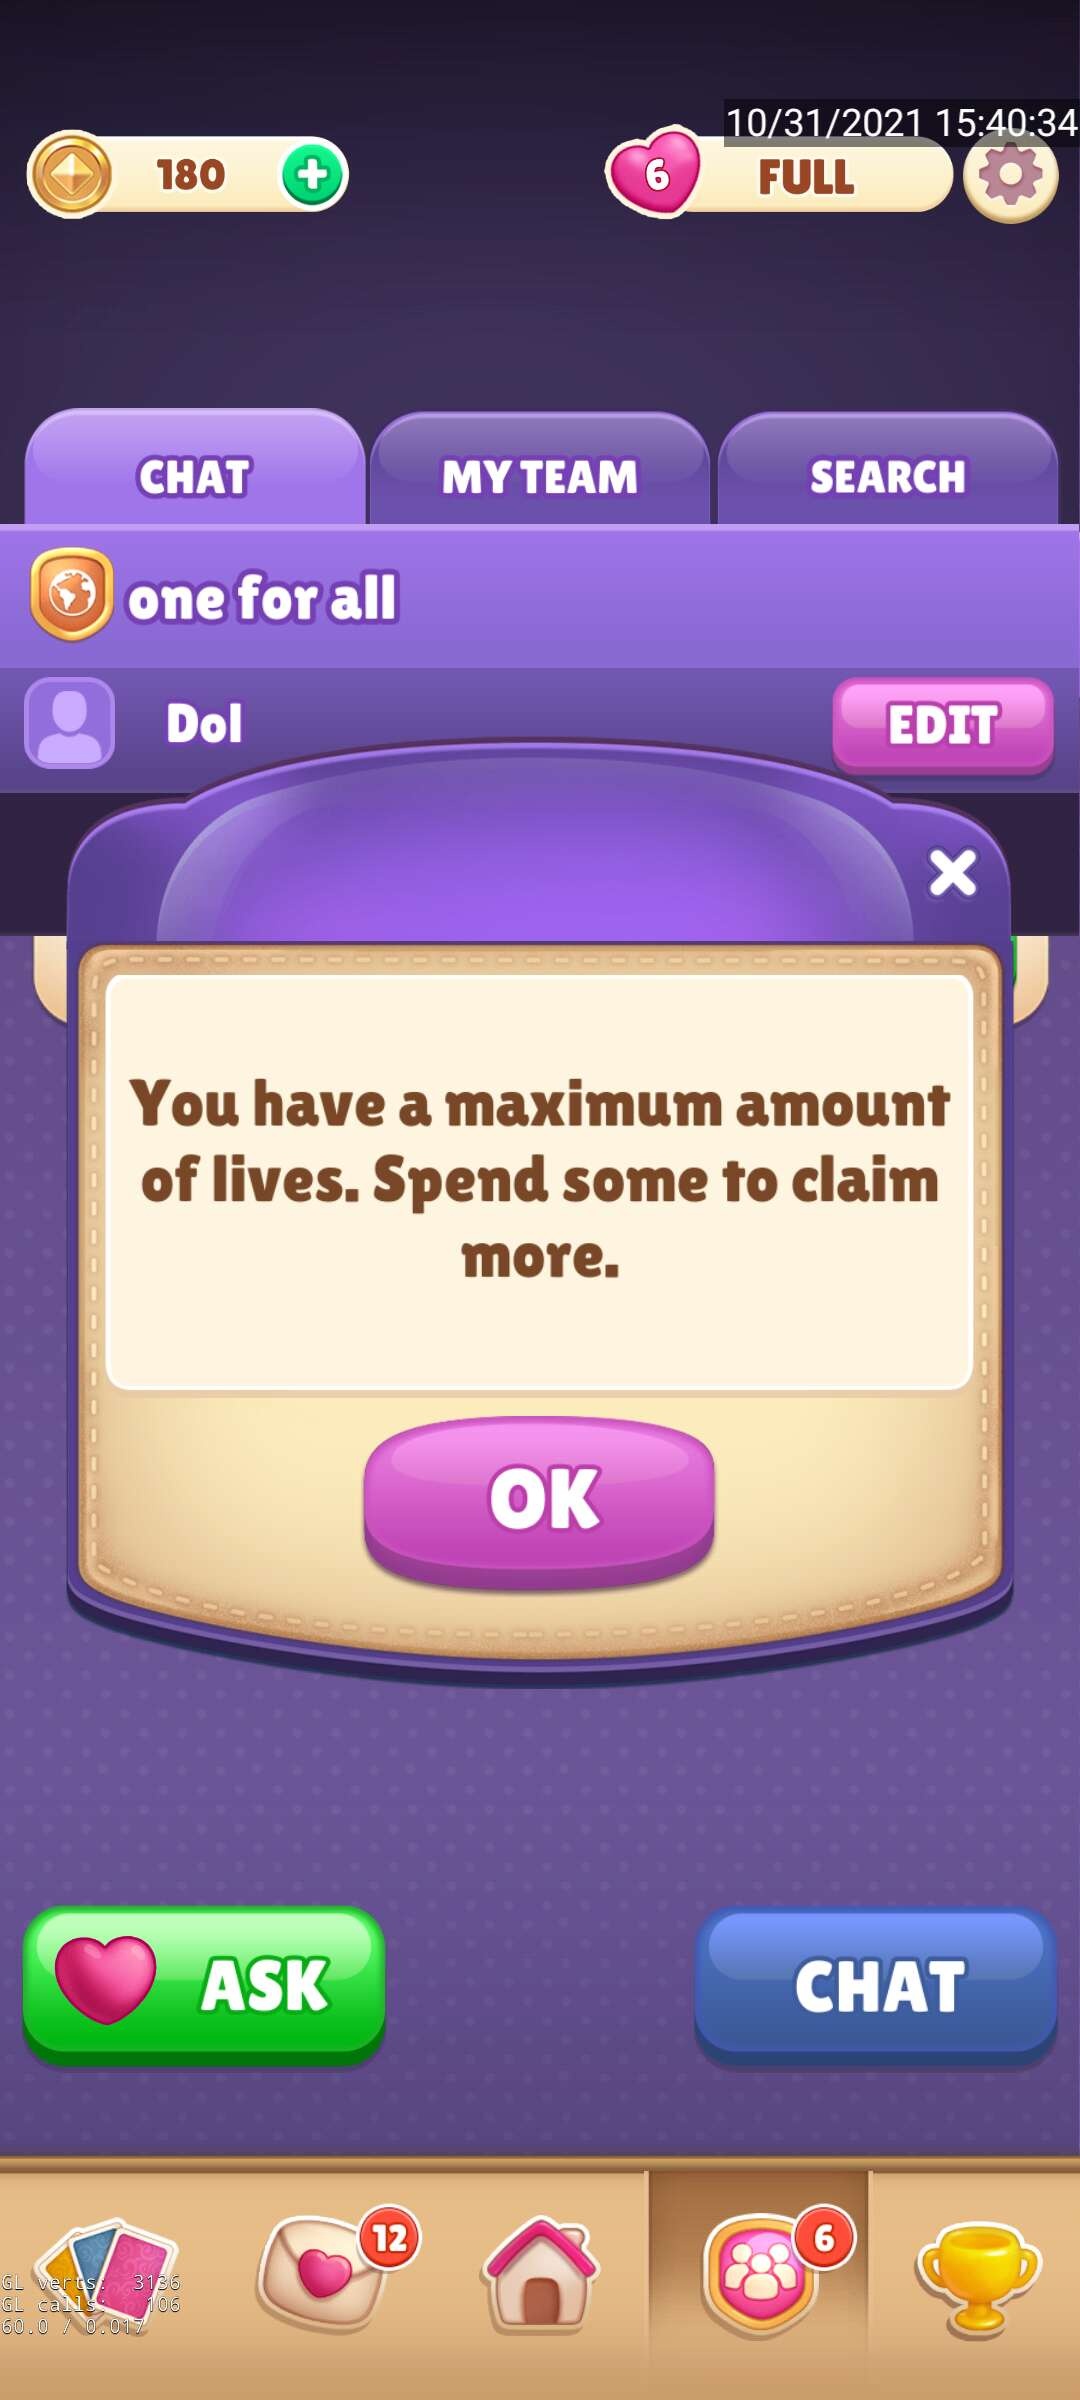 10/31/2021 15:40:34
180
6
FULL
CHAT
MY TEAM
SEARCH
one for all
Dol
EDIT
You have a maximum amount
of lives. Spend some to claim
more.
OK
ASK
CHAT
12
6
GL verts: 3136
GL calls: 106
60.0 / 0.017